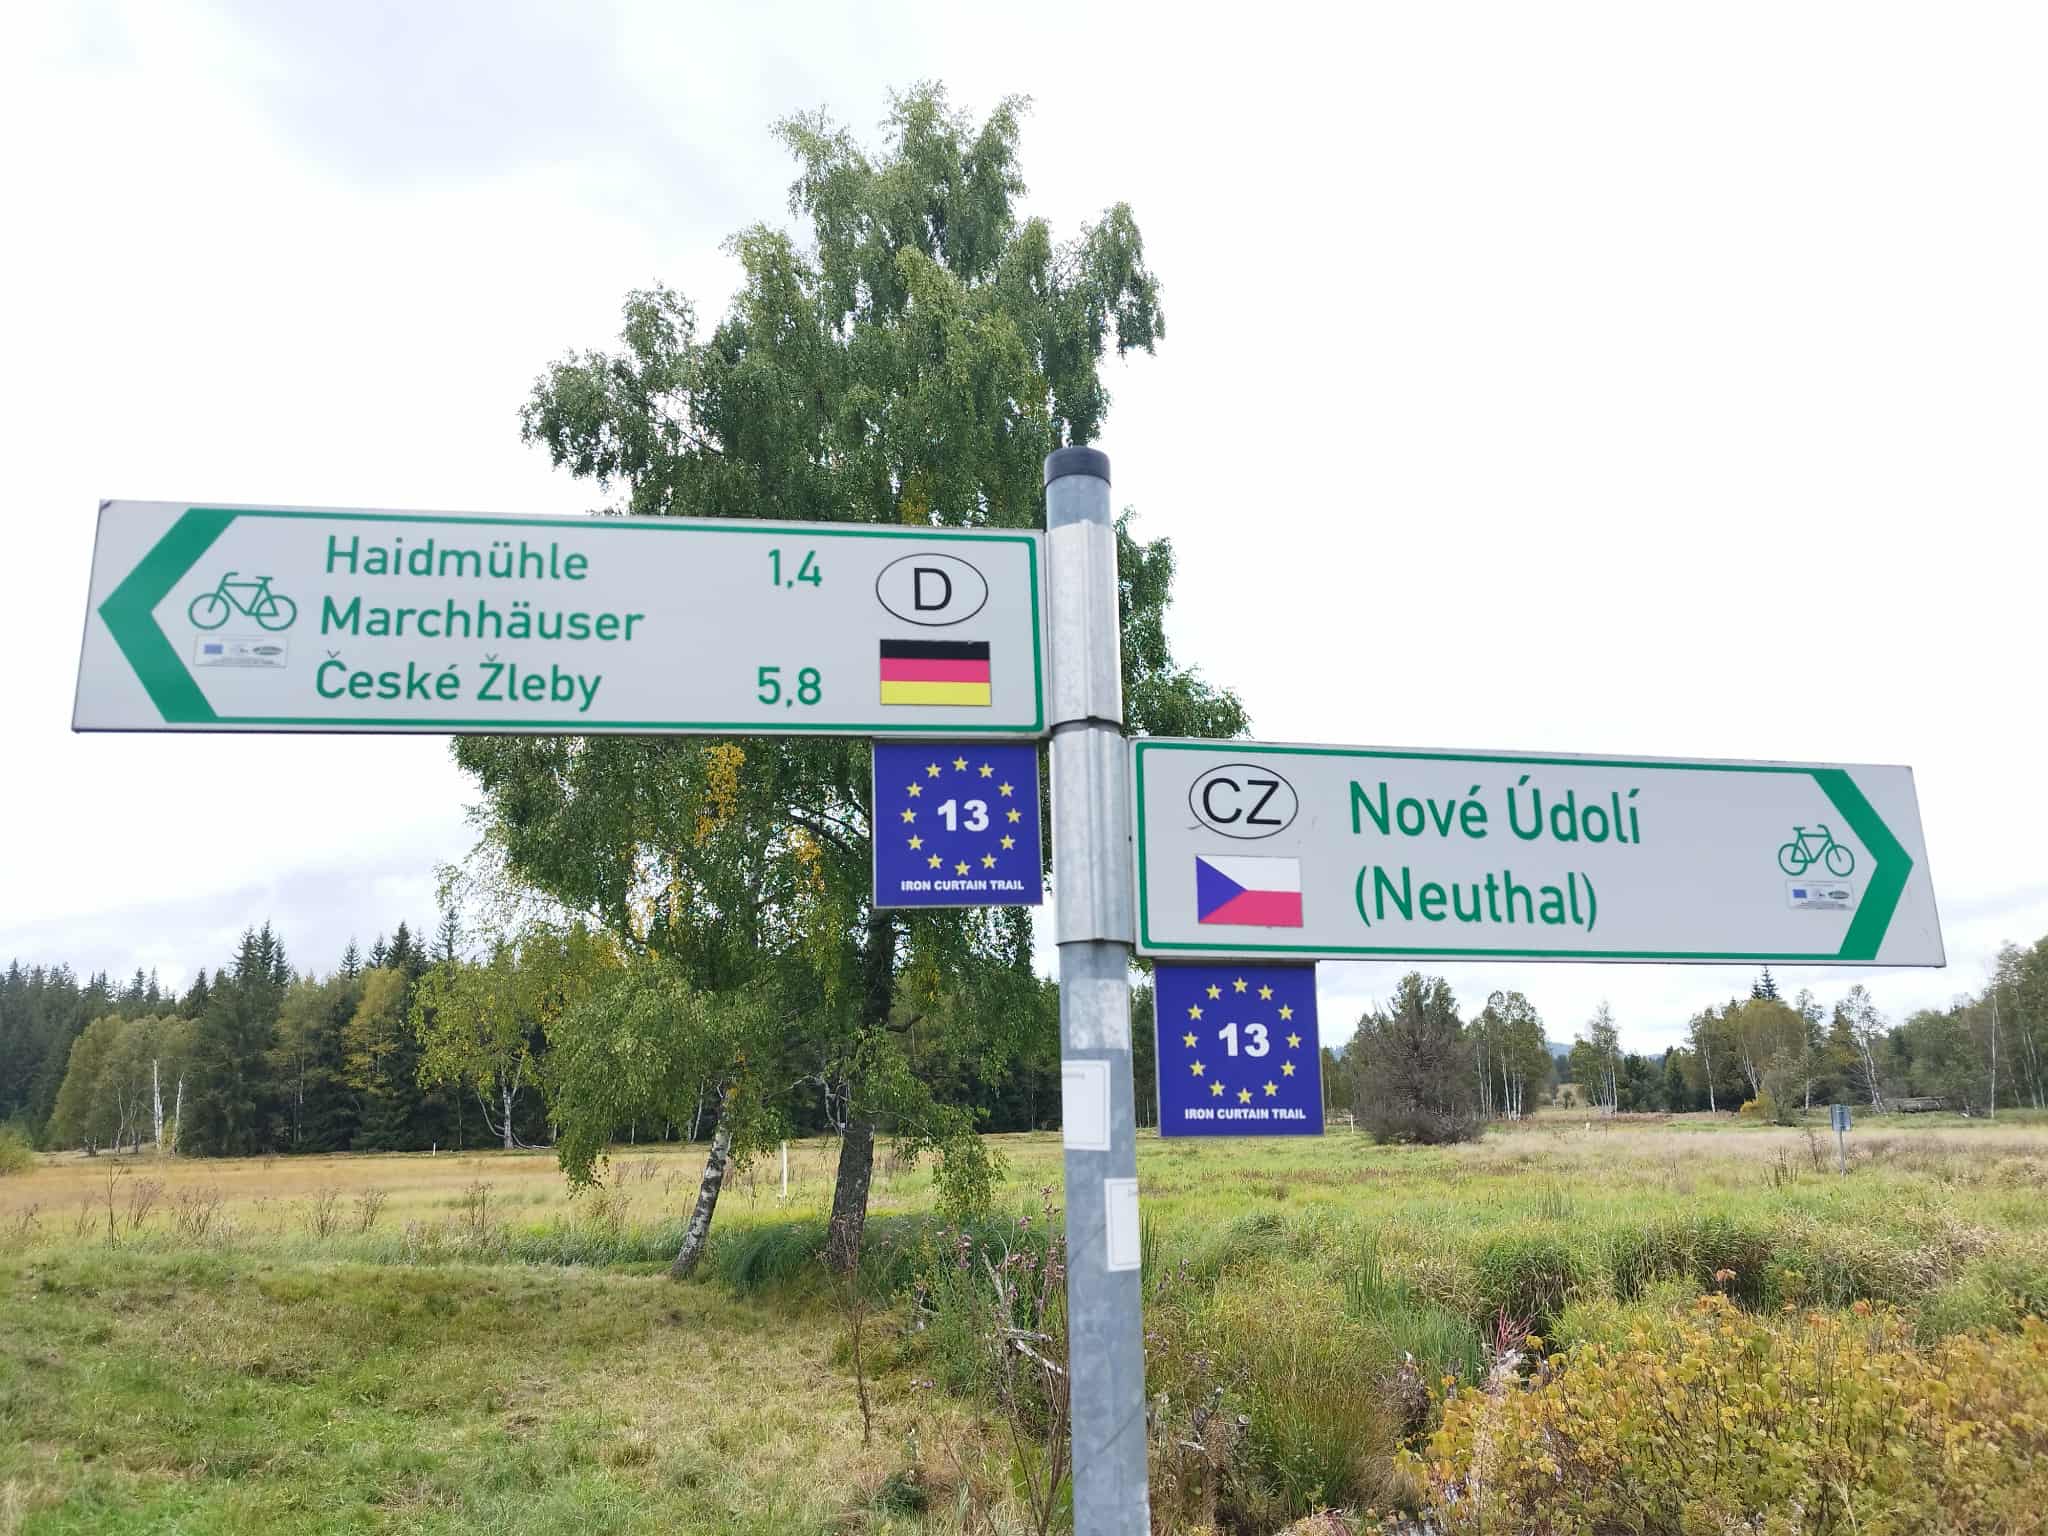 Haidmühle 1,4
Marchhäuser
České Žleby 5,8
D
13
IRON CURTAIN TRAIL
CZ
Nové Údolí
(Neuthal)
13
IRON CURTAIN TRAIL